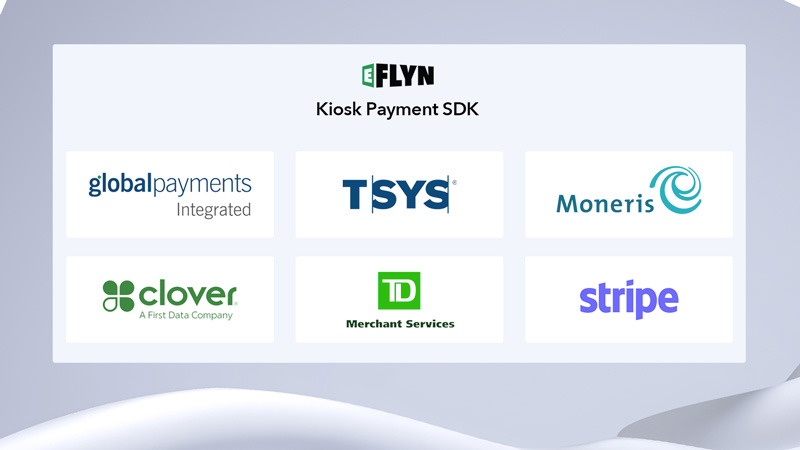 EFLYN
Kiosk Payment SDK
globalpayments
Integrated
TSYS®
Moneris
clover®
A First Data Company
TD
Merchant Services
stripe